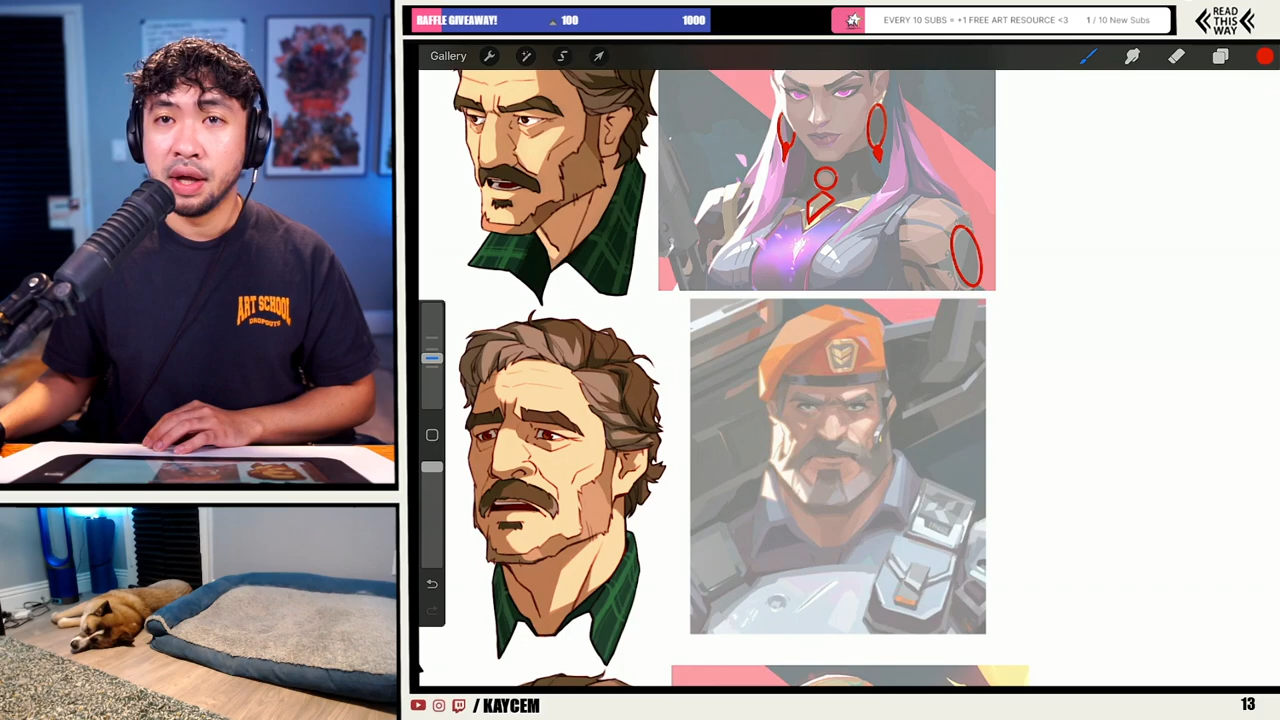 RAFFLE GIVEAWAY! 100 1000
EVERY 10 SUBS = +1 FREE ART RESOURCE <3 1 / 10 New Subs
READ
THIS
WAY
Gallery
ART SCHOOL
DROPOUTS
/ KAYCEM
13